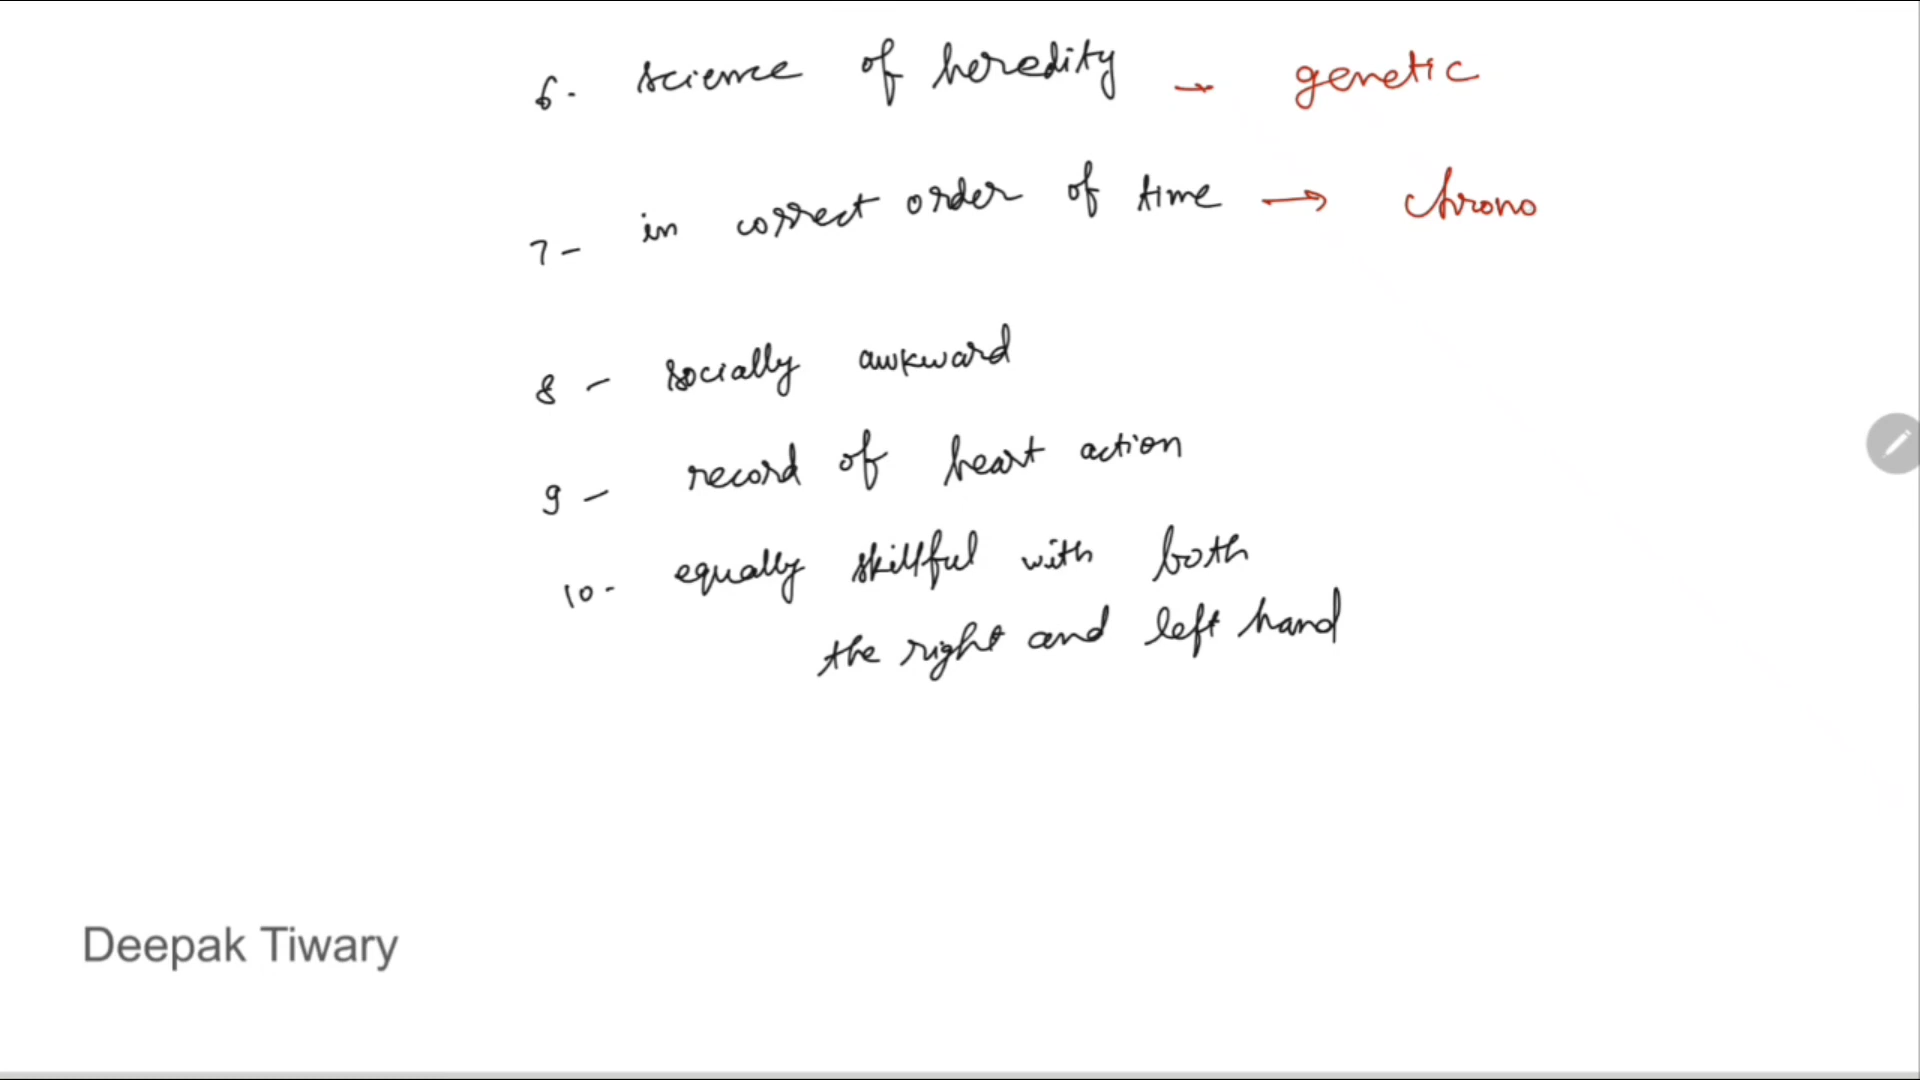 6. science of heredity → genetic
7- in correct order of time → chrono
8 - socially awkward
9 - record of heart action
10- equally skillful with both
the right and left hand
Deepak Tiwary